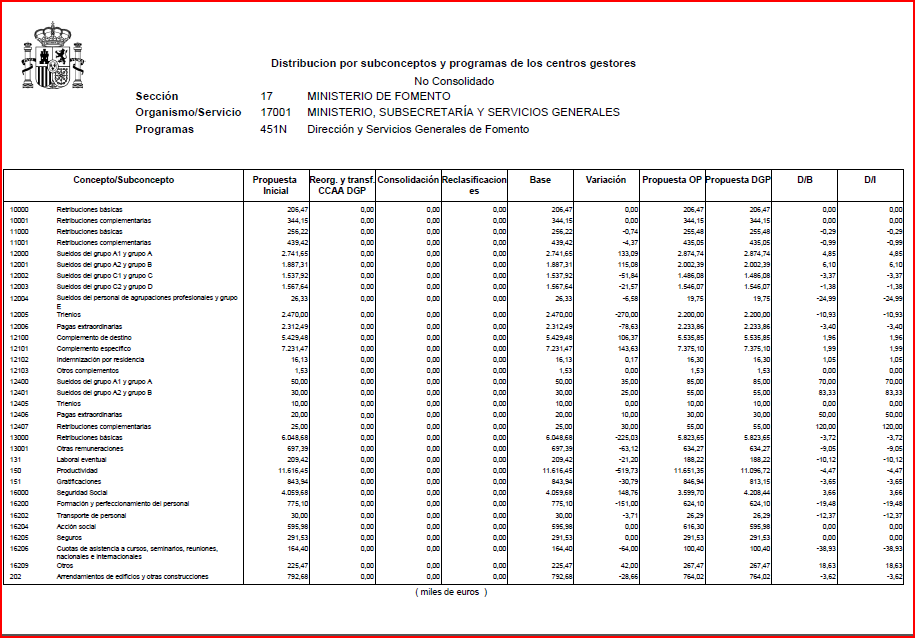 Distribucion por subconceptos y programas de los centros gestores
No Consolidado
Sección 17 MINISTERIO DE FOMENTO
Organismo/Servicio 17001 MINISTERIO, SUBSECRETARÍA Y SERVICIOS GENERALES
Programas 451N Dirección y Servicios Generales de Fomento
Concepto/Subconcepto Propuesta Reorg. y transf. Consolidación Reclasificacion Base Variación Propuesta OP Propuesta DGP D/B D/I
Inicial CCAA DGP es
10000 Retribuciones básicas 206,47 0,00 0,00 0,00 206,47 0,00 206,47 206,47 0,00 0,00
10001 Retribuciones complementarias 344,15 0,00 0,00 0,00 344,15 0,00 344,15 344,15 0,00 0,00
11000 Retribuciones básicas 256,22 0,00 0,00 0,00 256,22 -0,74 255,48 255,48 -0,29 -0,29
11001 Retribuciones complementarias 439,42 0,00 0,00 0,00 439,42 -4,37 435,05 435,05 -0,99 -0,99
12000 Sueldos del grupo A1 y grupo A 2.741,65 0,00 0,00 0,00 2.741,65 133,09 2.874,74 2.874,74 4,85 4,85
12001 Sueldos del grupo A2 y grupo B 1.887,31 0,00 0,00 0,00 1.887,31 115,08 2.002,39 2.002,39 6,10 6,10
12002 Sueldos del grupo C1 y grupo C 1.537,92 0,00 0,00 0,00 1.537,92 -51,84 1.486,08 1.486,08 -3,37 -3,37
12003 Sueldos del grupo C2 y grupo D 1.567,64 0,00 0,00 0,00 1.567,64 -21,57 1.546,07 1.546,07 -1,38 -1,38
12004 Sueldos del personal de agrupaciones profesionales y grupo 26,33 0,00 0,00 0,00 26,33 -6,58 19,75 19,75 -24,99 -24,99
E
12005 Trienios 2.470,00 0,00 0,00 0,00 2.470,00 -270,00 2.200,00 2.200,00 -10,93 -10,93
12006 Pagas extraordinarias 2.312,49 0,00 0,00 0,00 2.312,49 -78,63 2.233,86 2.233,86 -3,40 -3,40
12100 Complemento de destino 5.429,48 0,00 0,00 0,00 5.429,48 106,37 5.535,85 5.535,85 1,96 1,96
12101 Complemento específico 7.231,47 0,00 0,00 0,00 7.231,47 143,63 7.375,10 7.375,10 1,99 1,99
12102 Indemnización por residencia 16,13 0,00 0,00 0,00 16,13 0,17 16,30 16,30 1,05 1,05
12103 Otros complementos 1,53 0,00 0,00 0,00 1,53 0,00 1,53 1,53 0,00 0,00
12400 Sueldos del grupo A1 y grupo A 50,00 0,00 0,00 0,00 50,00 35,00 85,00 85,00 70,00 70,00
12401 Sueldos del grupo A2 y grupo B 30,00 0,00 0,00 0,00 30,00 25,00 55,00 55,00 83,33 83,33
12405 Trienios 10,00 0,00 0,00 0,00 10,00 0,00 10,00 10,00 0,00 0,00
12406 Pagas extraordinarias 20,00 0,00 0,00 0,00 20,00 10,00 30,00 30,00 50,00 50,00
12407 Retribuciones complementarias 25,00 0,00 0,00 0,00 25,00 30,00 55,00 55,00 120,00 120,00
13000 Retribuciones básicas 6.048,68 0,00 0,00 0,00 6.048,68 -225,03 5.823,65 5.823,65 -3,72 -3,72
13001 Otras remuneraciones 697,39 0,00 0,00 0,00 697,39 -63,12 634,27 634,27 -9,05 -9,05
131 Laboral eventual 209,42 0,00 0,00 0,00 209,42 -21,20 188,22 188,22 -10,12 -10,12
150 Productividad 11.616,45 0,00 0,00 0,00 11.616,45 -519,73 11.651,35 11.096,72 -4,47 -4,47
151 Gratificaciones 843,94 0,00 0,00 0,00 843,94 -30,79 846,94 813,15 -3,65 -3,65
16000 Seguridad Social 4.059,68 0,00 0,00 0,00 4.059,68 148,76 3.599,70 4.208,44 3,66 3,66
16200 Formación y perfeccionamiento del personal 775,10 0,00 0,00 0,00 775,10 -151,00 624,10 624,10 -19,48 -19,48
16202 Transporte de personal 30,00 0,00 0,00 0,00 30,00 -3,71 26,29 26,29 -12,37 -12,37
16204 Acción social 595,98 0,00 0,00 0,00 595,98 0,00 616,30 595,98 0,00 0,00
16205 Seguros 291,53 0,00 0,00 0,00 291,53 0,00 291,53 291,53 0,00 0,00
16206 Cuotas de asistencia a cursos, seminarios, reuniones, 164,40 0,00 0,00 0,00 164,40 -64,00 100,40 100,40 -38,93 -38,93
nacionales e internacionales
16209 Otros 225,47 0,00 0,00 0,00 225,47 42,00 267,47 267,47 18,63 18,63
202 Arrendamientos de edificios y otras construcciones 792,68 0,00 0,00 0,00 792,68 -28,66 764,02 764,02 -3,62 -3,62
( miles de euros )